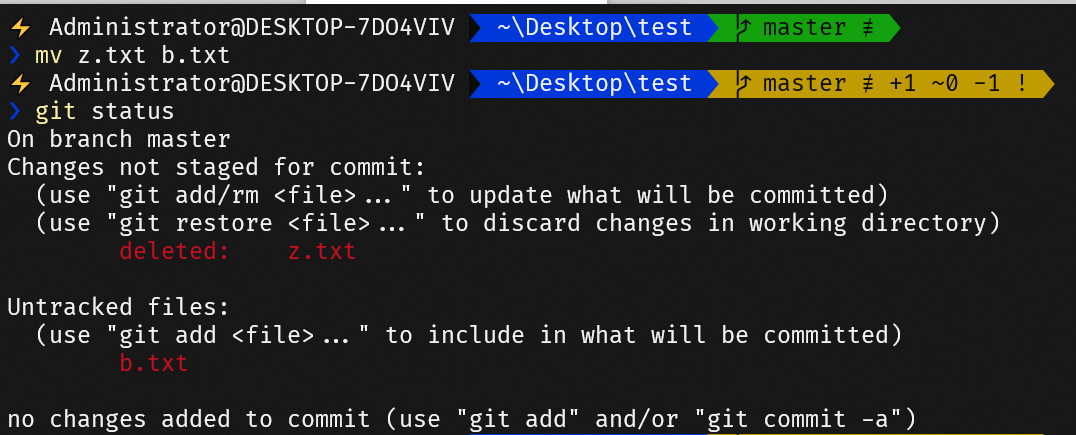 ⚡ Administrator@DESKTOP-7DO4VIV ~\Desktop\test master ≢
❯ mv z.txt b.txt
⚡ Administrator@DESKTOP-7DO4VIV ~\Desktop\test master ≢ +1 ~0 -1 !
❯ git status
On branch master
Changes not staged for commit:
(use "git add/rm <file>..." to update what will be committed)
(use "git restore <file>..." to discard changes in working directory)
deleted: z.txt
Untracked files:
(use "git add <file>..." to include in what will be committed)
b.txt
no changes added to commit (use "git add" and/or "git commit -a")